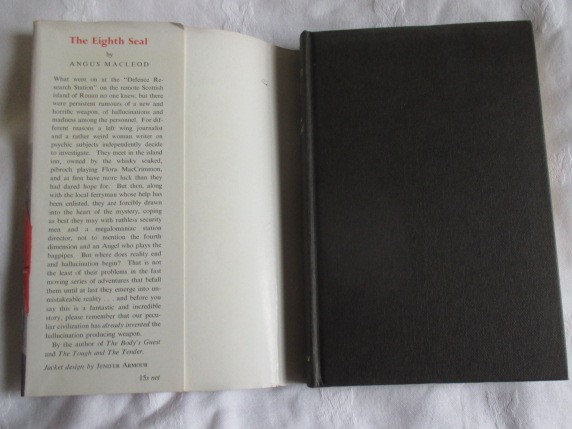 The Eighth Seal
by
ANGUS MACLEOD
What went on at the "Defence Re-
search Station" on the remote Scottish
island of Ronan no one knew, but there
were persistent rumours of a new and
horrific weapon, of hallucinations and
madness among the personnel. For dif-
ferent reasons a left wing journalist
and a rather weird woman writer on
psychic subjects independently decide
to investigate. They meet in the island
inn, owned by the whisky soaked,
pibroch playing Flora MacCrimmon,
and at first have more luck than they
had dared hope for. But then, along
with the local ferryman whose help has
been enlisted, they are forcibly drawn
into the heart of the mystery, coping
as best they may with ruthless security
men and a megalomaniac station
director, not to mention the fourth
dimension and an Angel who plays the
bagpipes. But where does reality end
and hallucination begin? That is not
the least of their problems in the fast
moving series of adventures that befall
them until at last they emerge into un-
mistakeable reality . . . and before you
say this is a fantastic and incredible
story, please remember that our pecu-
liar civilization has already invented the
hallucination producing weapon.
By the author of The Body's Guest
and The Tough and The Tender.
Jacket design by JENIFER ARMOUR
15s net